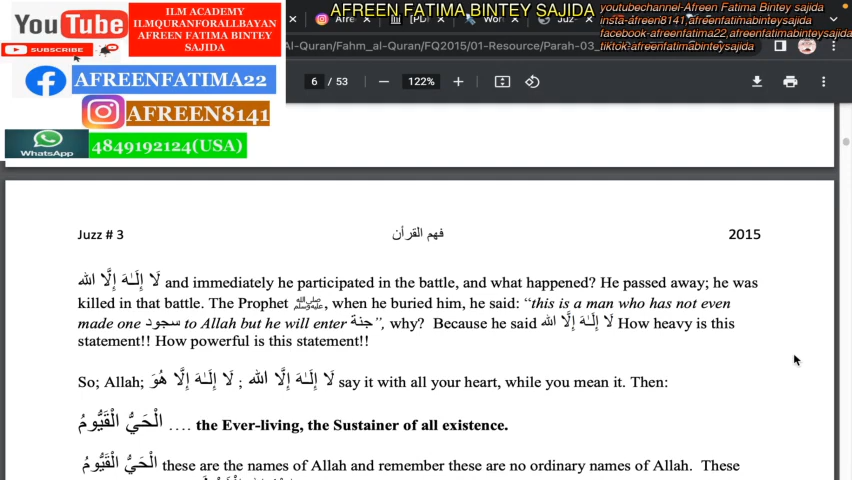 YouTube
SUBSCRIBE
ILM ACADEMY
ILMQURANFORALLBAYAN
AFREEN FATIMA BINTEY
SAJIDA
AFREENFATIMA22
AFREEN8141
WhatsApp
4849192124(USA)
AFREEN FATIMA BINTEY SAJIDA
youtubechannel-Afreen Fatima Bintey sajida
insta-afreen8141,afreenfatimabinteysajida
facebook-afreenfatima22,afreenfatimabinteysajida
tiktok-afreenfatimabinteysajida
Afree
[PD
Wor
Al-Quran/Fahm_al-Quran/FQ2015/01-Resource/Parah-03_
6 / 53
122%
Juzz # 3
فهم القرأن
2015
لَا إِلَـٰهَ إِلَّا الله and immediately he participated in the battle, and what happened? He passed away; he was
killed in that battle. The Prophet ﷺ, when he buried him, he said: “this is a man who has not even
made one سجود to Allah but he will enter جنة”, why? Because he said لَا إِلَـٰهَ إِلَّا الله How heavy is this
statement!! How powerful is this statement!!
So; Allah; لَا إِلَـٰهَ إِلَّا الله ; لَا إِلَـٰهَ إِلَّا هُوَ say it with all your heart, while you mean it. Then:
الْحَيُّ الْقَيُّومُ …. the Ever-living, the Sustainer of all existence.
الْحَيُّ الْقَيُّومُ these are the names of Allah and remember these are no ordinary names of Allah. These